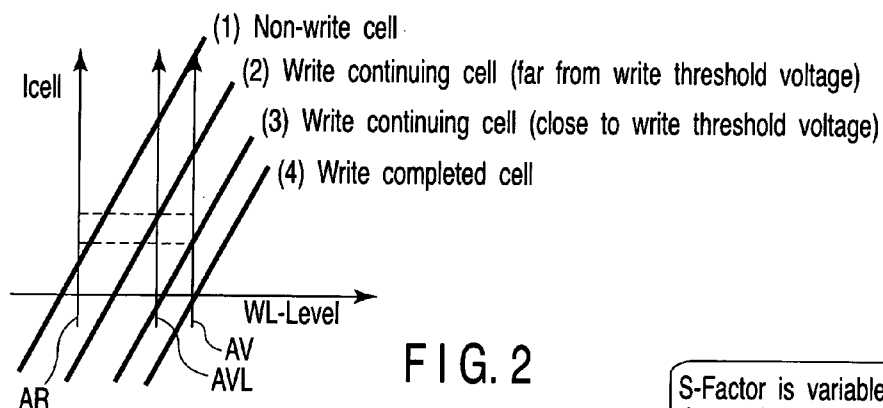 (1) Non-write cell
(2) Write continuing cell (far from write threshold voltage)
Icell
(3) Write continuing cell (close to write threshold voltage)
(4) Write completed cell
WL-Level
AV
AVL
AR
FIG. 2
S-Factor is variable